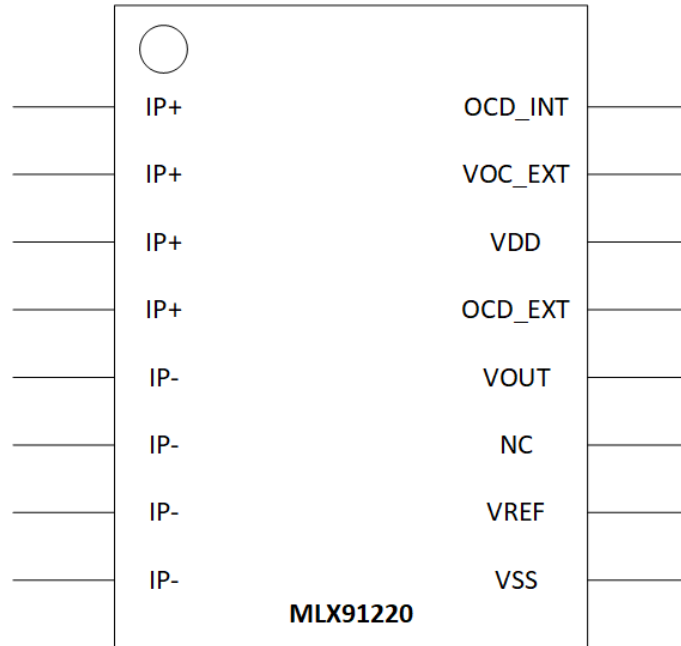 IP+ OCD_INT
IP+ VOC_EXT
IP+ VDD
IP+ OCD_EXT
IP- VOUT
IP- NC
IP- VREF
IP- VSS
MLX91220